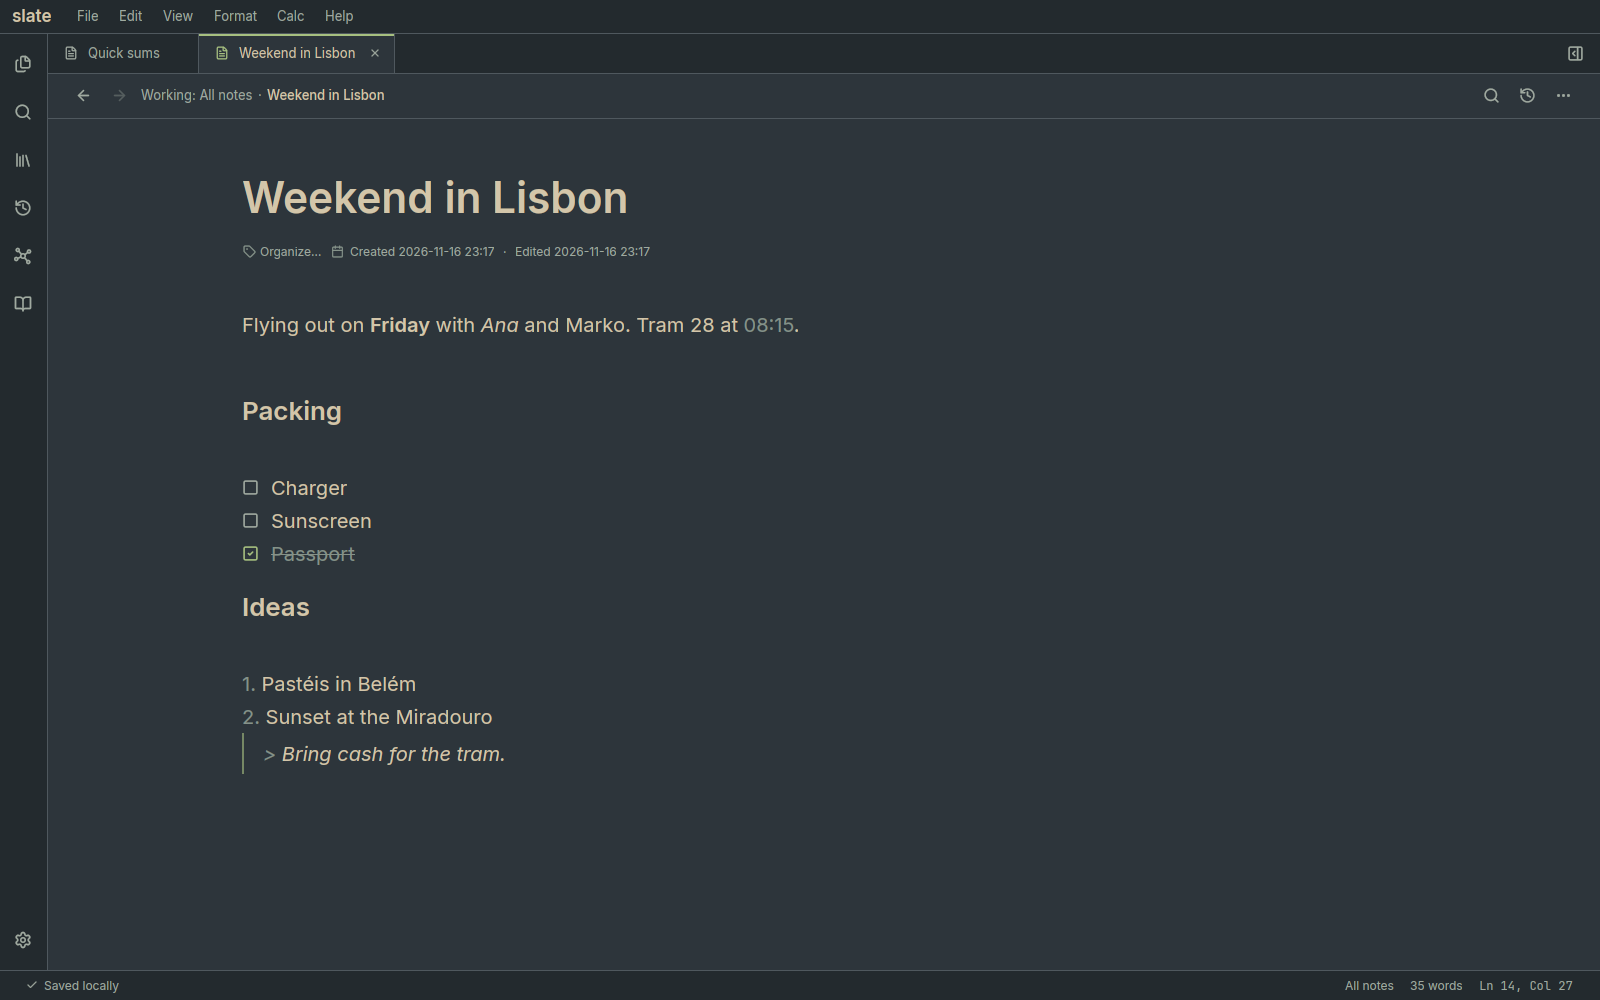 slate File Edit View Format Calc Help
Quick sums Weekend in Lisbon
Working: All notes · Weekend in Lisbon
Weekend in Lisbon
Organize... Created 2026-11-16 23:17 · Edited 2026-11-16 23:17
Flying out on Friday with Ana and Marko. Tram 28 at 08:15.
Packing
Charger
Sunscreen
Passport
Ideas
1. Pastéis in Belém
2. Sunset at the Miradouro
> Bring cash for the tram.
Saved locally All notes 35 words Ln 14, Col 27